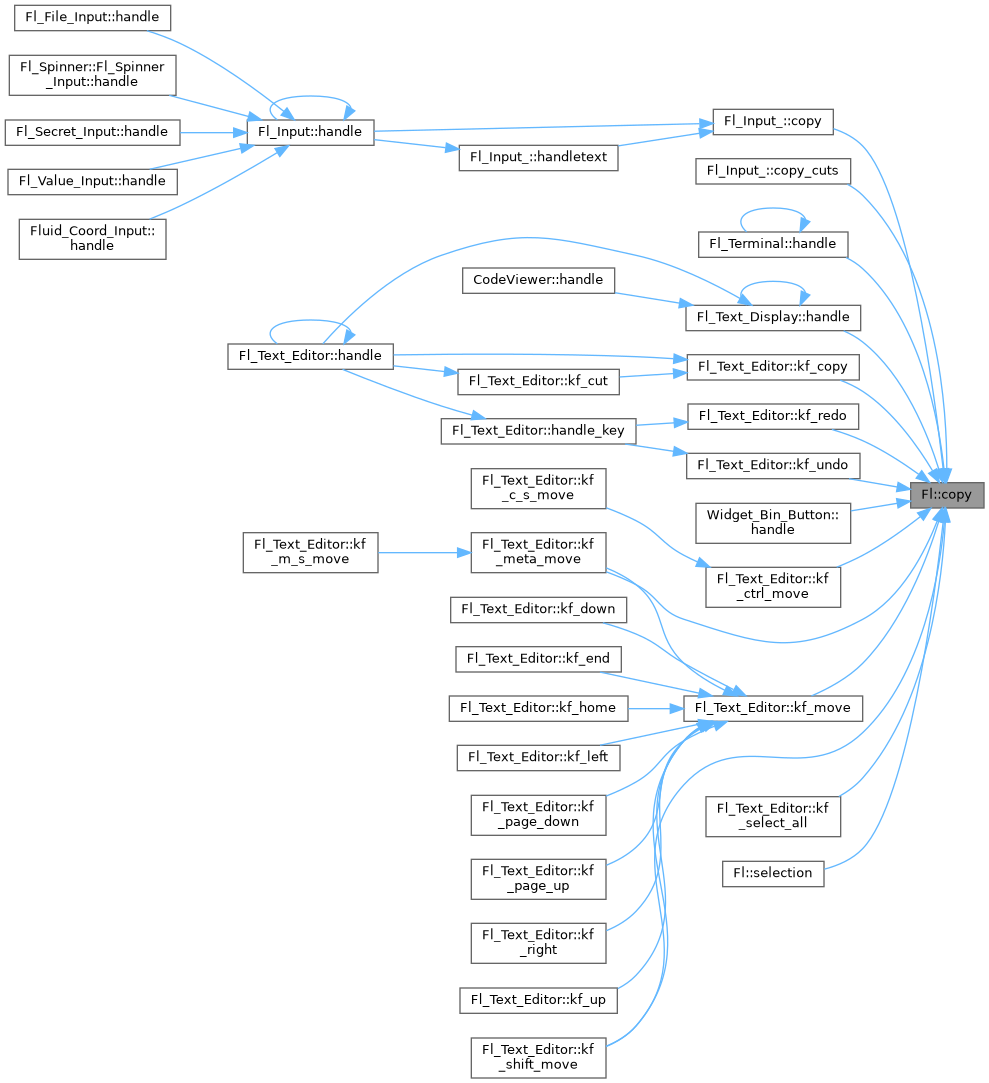 Fl_File_Input::handle
Fl_Spinner::Fl_Spinner
_Input::handle
Fl_Secret_Input::handle
Fl_Value_Input::handle
Fluid_Coord_Input::
handle
Fl_Input::handle
Fl_Input_::handletext
Fl_Input_::copy
Fl_Input_::copy_cuts
Fl_Terminal::handle
CodeViewer::handle
Fl_Text_Display::handle
Fl_Text_Editor::handle
Fl_Text_Editor::kf_cut
Fl_Text_Editor::kf_copy
Fl_Text_Editor::handle_key
Fl_Text_Editor::kf_redo
Fl_Text_Editor::kf_undo
Fl::copy
Fl_Text_Editor::kf
_c_s_move
Widget_Bin_Button::
handle
Fl_Text_Editor::kf
_m_s_move
Fl_Text_Editor::kf
_meta_move
Fl_Text_Editor::kf
_ctrl_move
Fl_Text_Editor::kf_down
Fl_Text_Editor::kf_end
Fl_Text_Editor::kf_home
Fl_Text_Editor::kf_move
Fl_Text_Editor::kf_left
Fl_Text_Editor::kf
_page_down
Fl_Text_Editor::kf
_select_all
Fl_Text_Editor::kf
_page_up
Fl::selection
Fl_Text_Editor::kf
_right
Fl_Text_Editor::kf_up
Fl_Text_Editor::kf
_shift_move